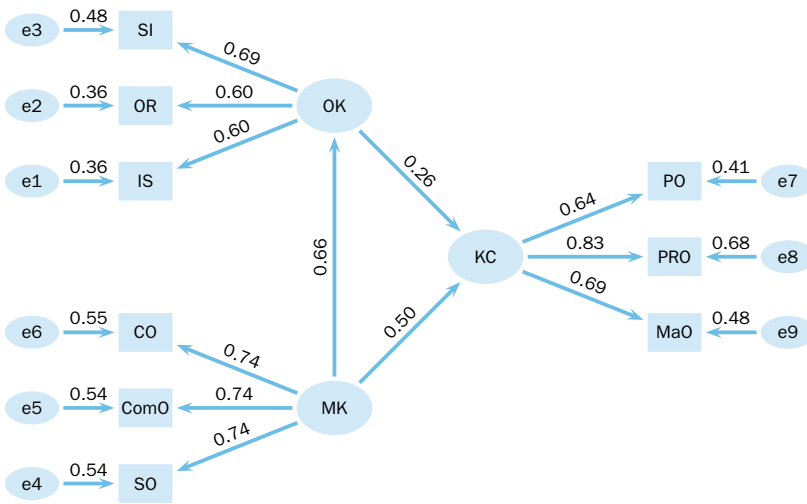 e3
0.48
SI
0.69
e2
0.36
OR
0.60
OK
e1
0.36
IS
0.60
0.26
0.66
0.64
PO
0.41
e7
KC
0.83
PRO
0.68
e8
0.69
MaO
0.48
e9
0.50
e6
0.55
CO
0.74
e5
0.54
ComO
0.74
MK
e4
0.54
SO
0.74